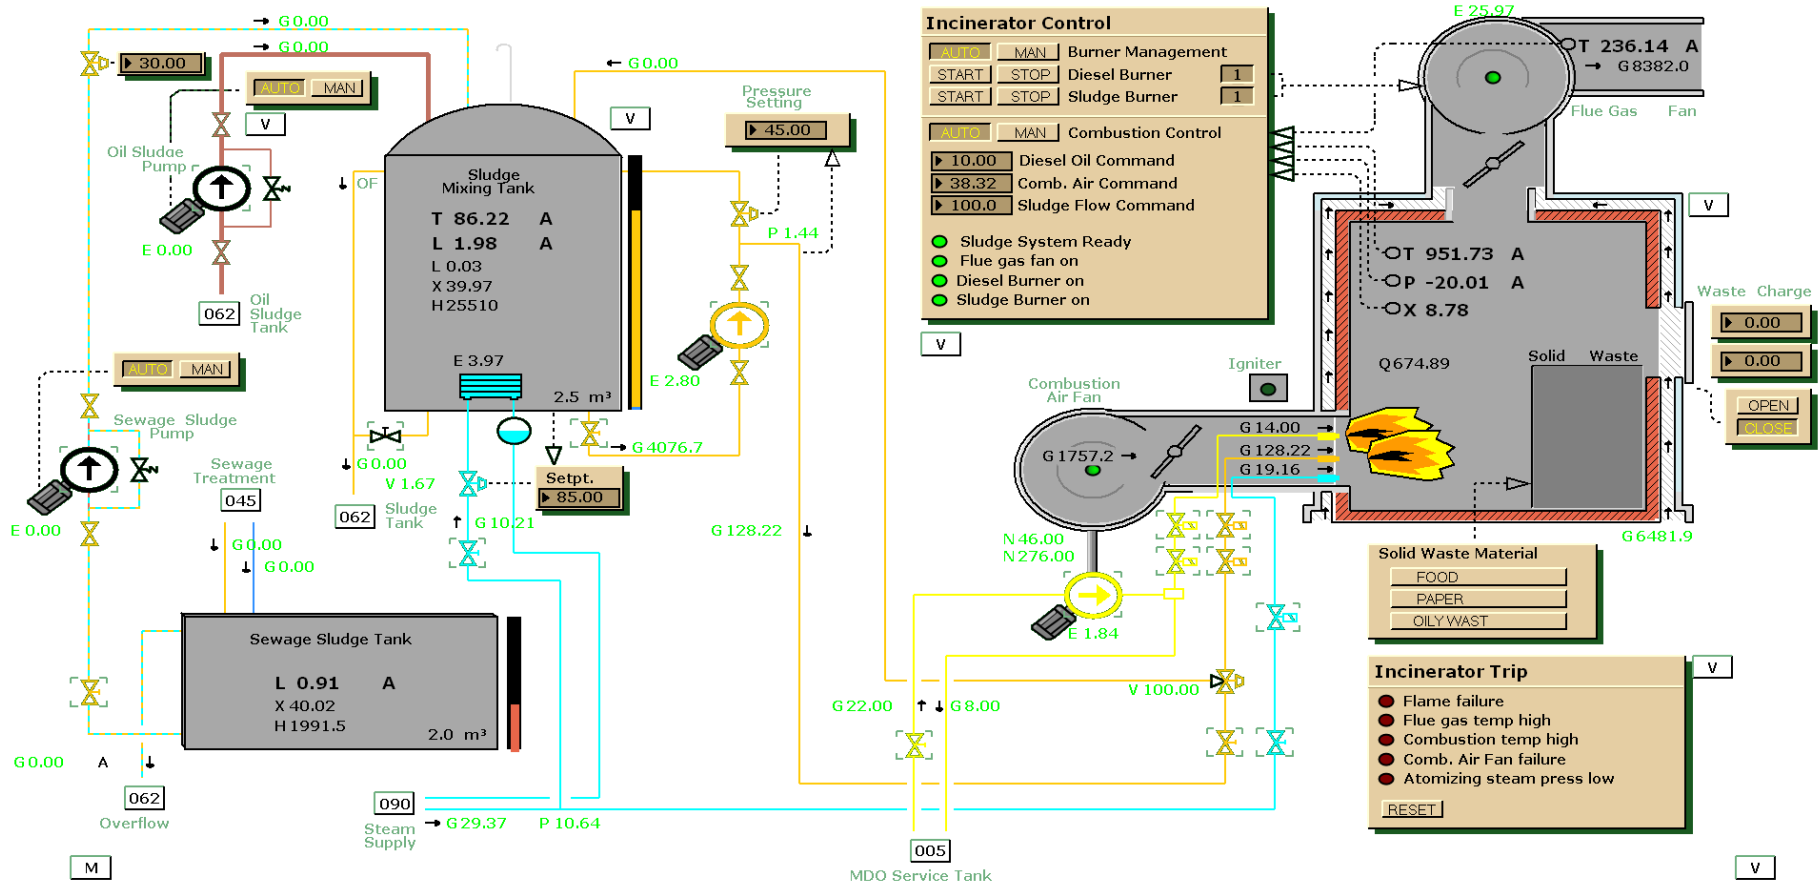 G 0.00
G 0.00
30.00
AUTO MAN
V
Oil Sludge
Pump
E 0.00
062
Oil
Sludge
Tank
AUTO MAN
Sewage Sludge
Pump
E 0.00
Sewage
Treatment
045
G 0.00
G 0.00
Sewage Sludge Tank
L 0.91 A
X 40.02
H 1991.5
2.0 m³
G 0.00 A
062
Overflow
M
G 0.00
V
OF
Sludge
Mixing Tank
T 86.22 A
L 1.98 A
L 0.03
X 39.97
H 25510
E 3.97
2.5 m³
G 0.00
V 1.67
062
Sludge
Tank
G 10.21
Setpt.
85.00
G 4076.7
Pressure
Setting
45.00
P 1.44
E 2.80
G 128.22
090
Steam
Supply
G 29.37 P 10.64
Incinerator Control
AUTO MAN Burner Management
START STOP Diesel Burner 1
START STOP Sludge Burner 1
AUTO MAN Combustion Control
10.00 Diesel Oil Command
38.32 Comb. Air Command
100.0 Sludge Flow Command
Sludge System Ready
Flue gas fan on
Diesel Burner on
Sludge Burner on
V
E 25.97
T 236.14 A
G 8382.0
Flue Gas Fan
V
T 951.73 A
P -20.01 A
X 8.78
Q 674.89
Solid Waste
Waste Charge
0.00
0.00
OPEN
CLOSE
Igniter
Combustion
Air Fan
G 1757.2
G 14.00
G 128.22
G 19.16
N 46.00
N 276.00
E 1.84
G 6481.9
V 100.00
G 22.00 G 8.00
005
MDO Service Tank
Solid Waste Material
FOOD
PAPER
OILY WAST
Incinerator Trip
Flame failure
Flue gas temp high
Combustion temp high
Comb. Air Fan failure
Atomizing steam press low
RESET
V
V